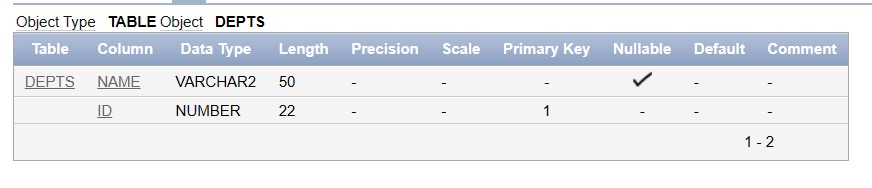 Object Type TABLE Object DEPTS
Table Column Data Type Length Precision Scale Primary Key Nullable Default Comment
DEPTS NAME VARCHAR2 50 - - - ✓ - -
ID NUMBER 22 - - 1 - - -
1 - 2